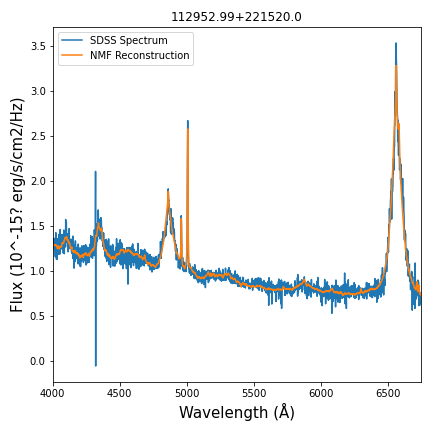 112952.99+221520.0
SDSS Spectrum
NMF Reconstruction
Flux (10^-15? erg/s/cm2/Hz)
3.5
3.0
2.5
2.0
1.5
1.0
0.5
0.0
4000 4500 5000 5500 6000 6500
Wavelength (Å)